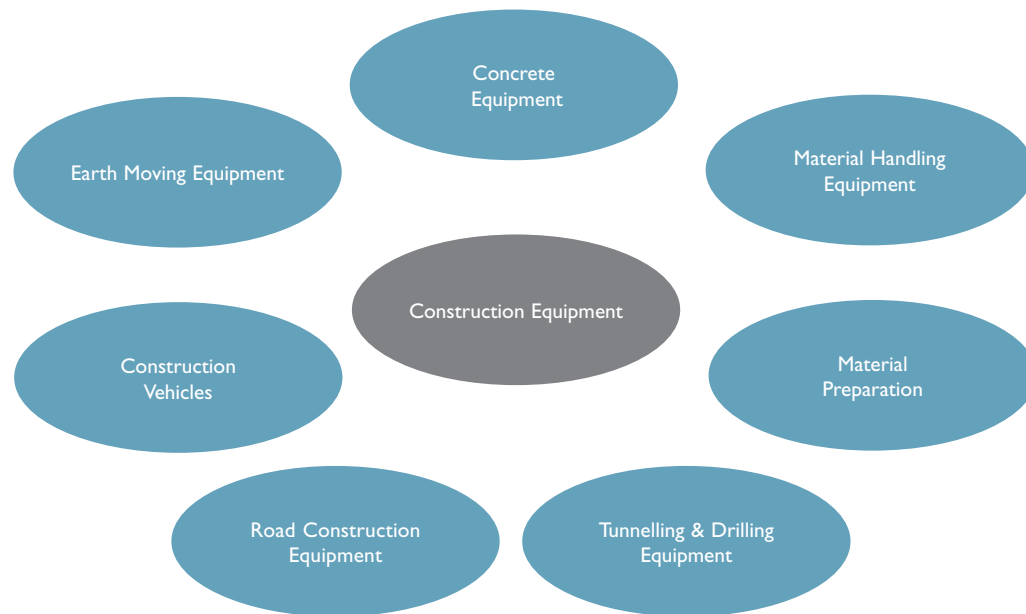 Concrete
Equipment
Earth Moving Equipment
Material Handling
Equipment
Construction Equipment
Construction
Vehicles
Material
Preparation
Road Construction
Equipment
Tunnelling & Drilling
Equipment